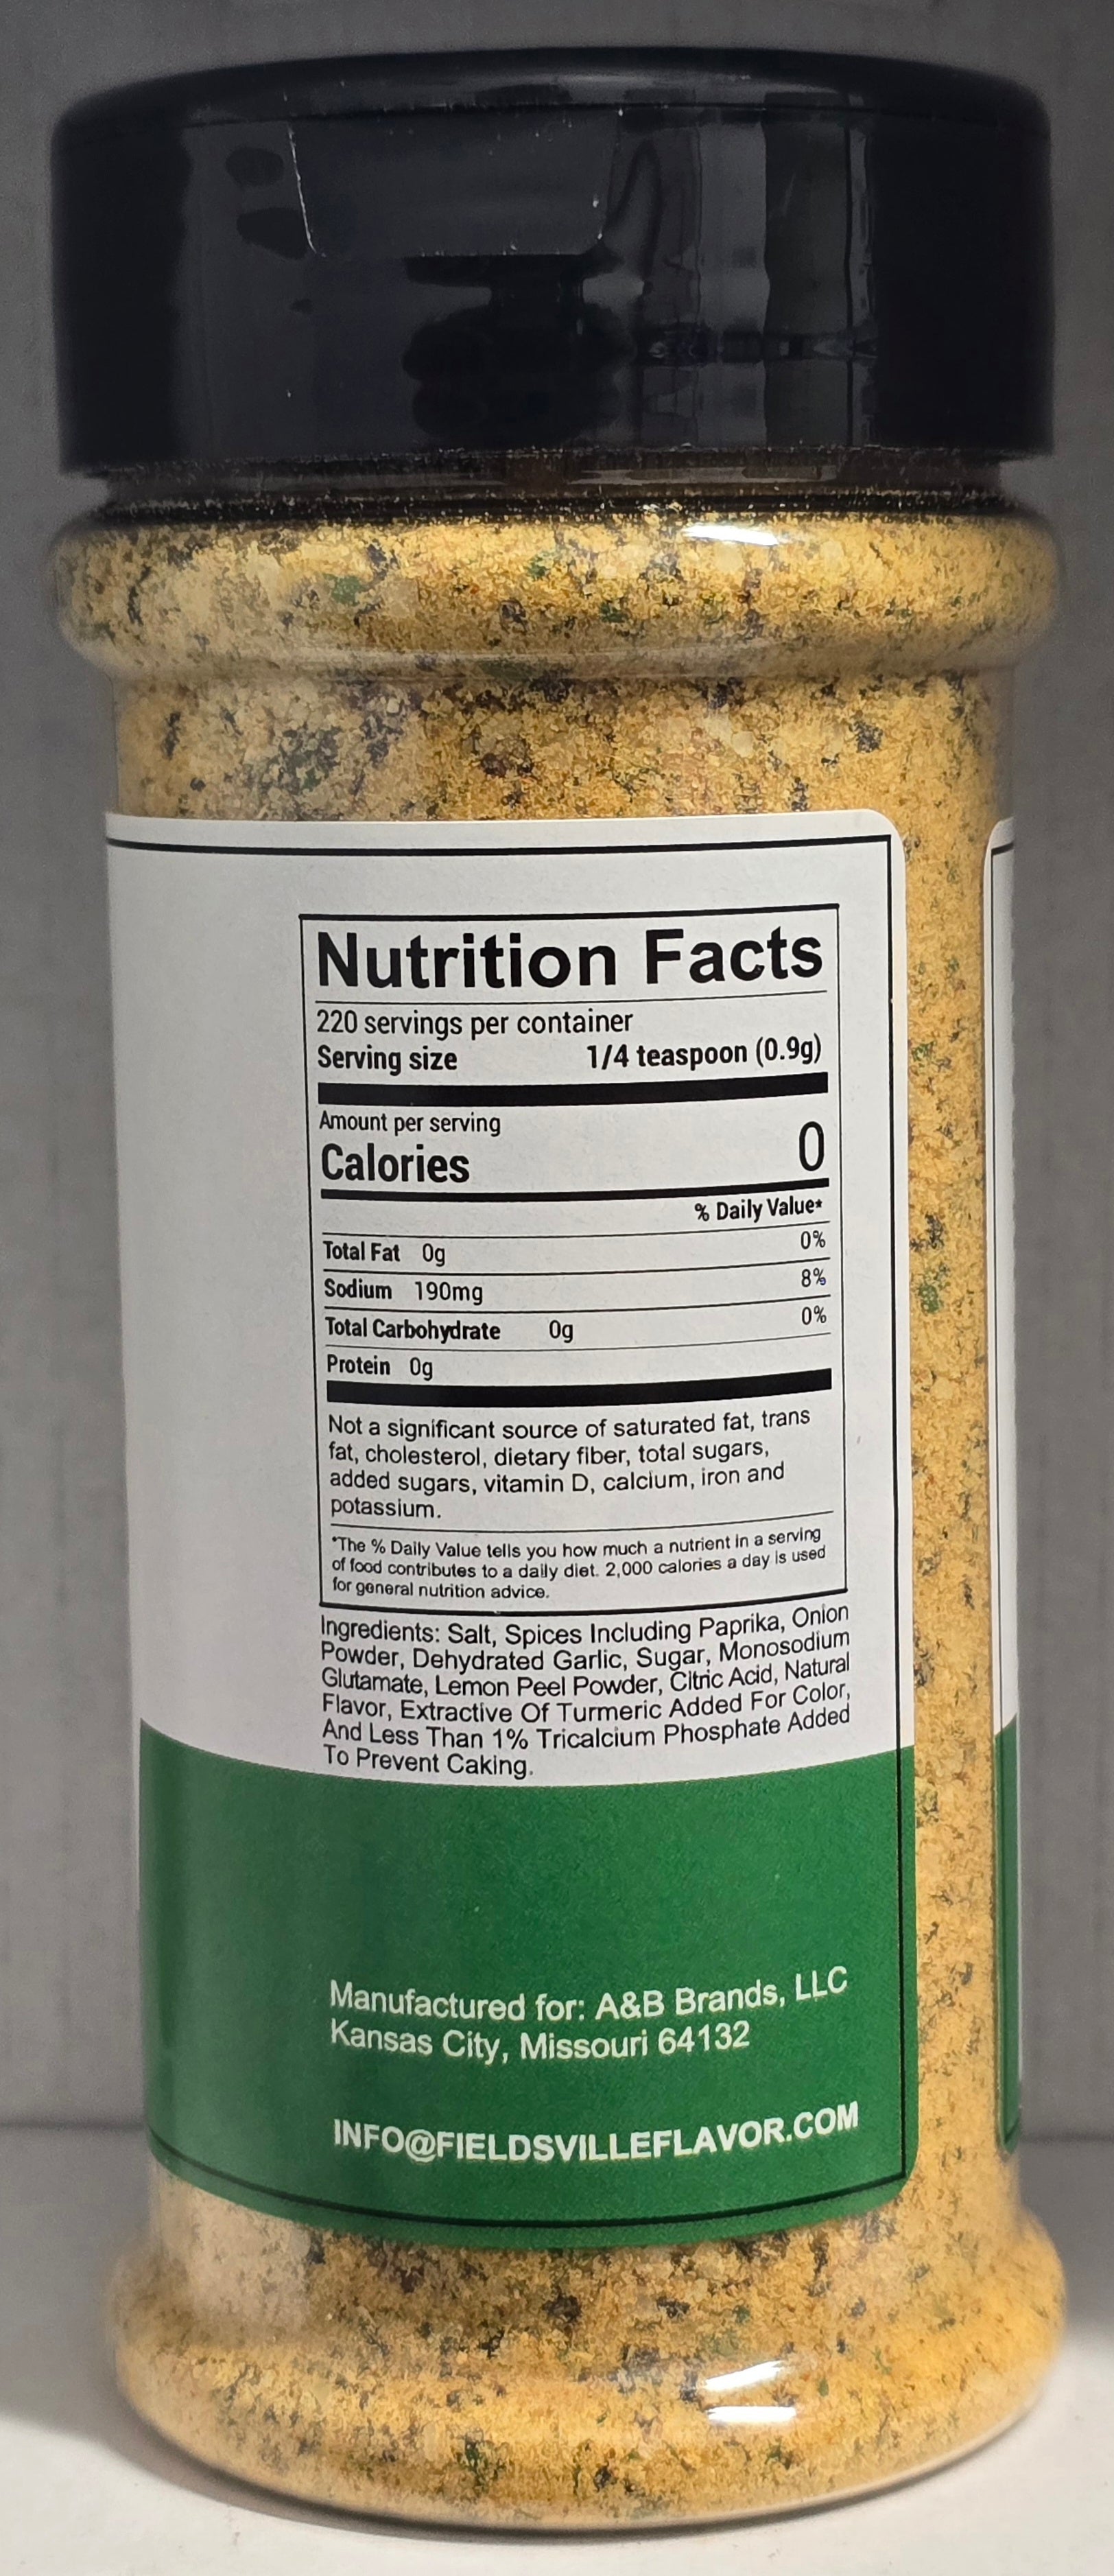 Nutrition Facts
220 servings per container
Serving size 1/4 teaspoon (0.9g)
Amount per serving
Calories 0
% Daily Value*
Total Fat 0g 0%
Sodium 190mg 8%
Total Carbohydrate 0g 0%
Protein 0g
Not a significant source of saturated fat, trans
fat, cholesterol, dietary fiber, total sugars,
added sugars, vitamin D, calcium, iron and
potassium.
*The % Daily Value tells you how much a nutrient in a serving
of food contributes to a daily diet. 2,000 calories a day is used
for general nutrition advice.
Ingredients: Salt, Spices Including Paprika, Onion
Powder, Dehydrated Garlic, Sugar, Monosodium
Glutamate, Lemon Peel Powder, Citric Acid, Natural
Flavor, Extractive Of Turmeric Added For Color,
And Less Than 1% Tricalcium Phosphate Added
To Prevent Caking.
Manufactured for: A&B Brands, LLC
Kansas City, Missouri 64132
INFO@FIELDSVILLEFLAVOR.COM